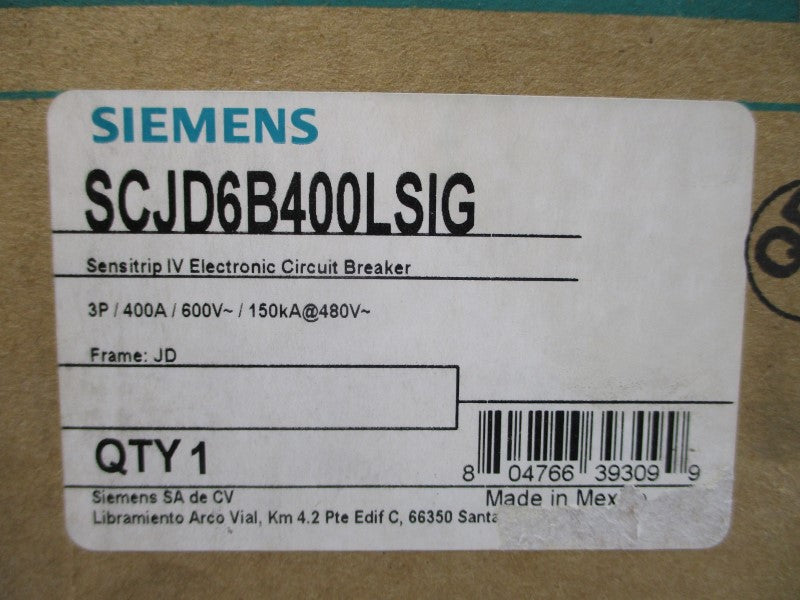 SIEMENS
SCJD6B400LSIG
Sensitrip IV Electronic Circuit Breaker
3P / 400A / 600V~ / 150kA@480V~
Frame: JD
QTY 1
8 04766 39309 9
Siemens SA de CV
Made in Mex
Libramiento Arco Vial, Km 4.2 Pte Edif C, 66350 Santa